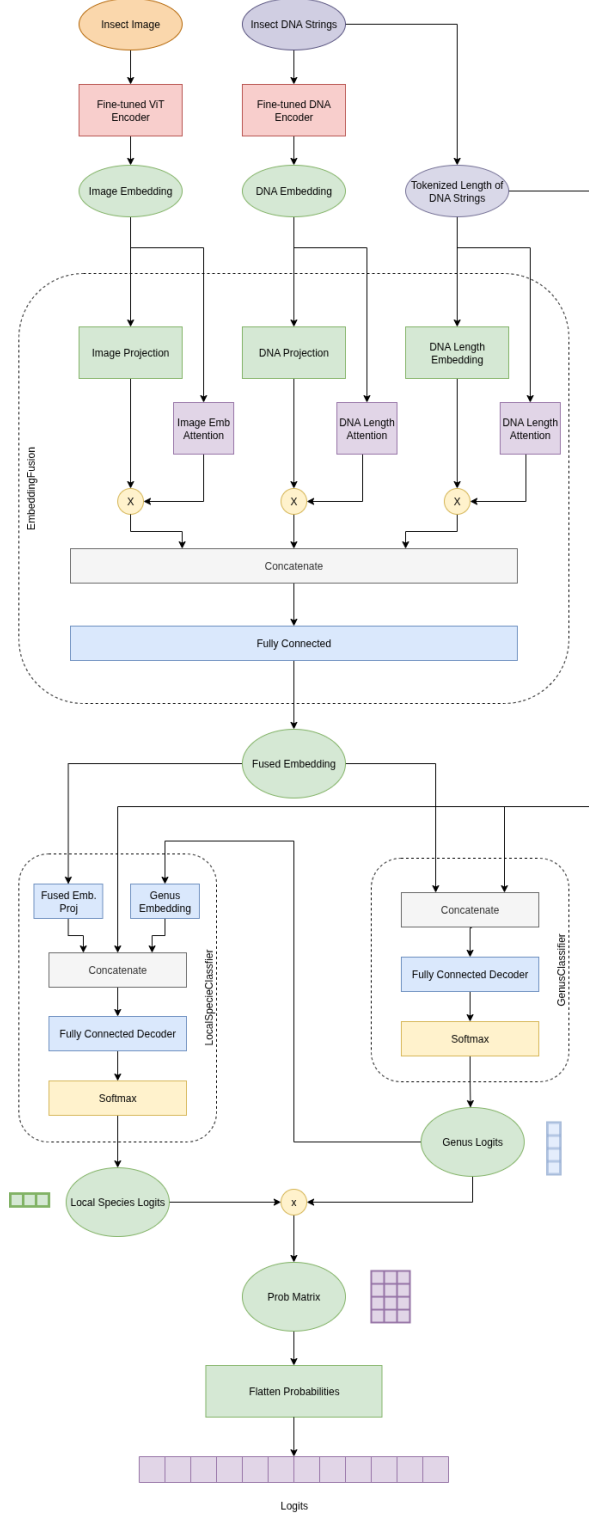 Insect Image
Insect DNA Strings
Fine-tuned ViT
Encoder
Fine-tuned DNA
Encoder
Image Embedding
DNA Embedding
Tokenized Length of
DNA Strings
Image Projection
DNA Projection
DNA Length
Embedding
Image Emb
Attention
DNA Length
Attention
DNA Length
Attention
EmbeddingFusion
X
X
X
Concatenate
Fully Connected
Fused Embedding
Fused Emb.
Proj
Genus
Embedding
Concatenate
Fully Connected Decoder
Softmax
LocalSpecieClassfier
Concatenate
Fully Connected Decoder
Softmax
GenusClassifier
Genus Logits
Local Species Logits
x
Prob Matrix
Flatten Probabilities
Logits